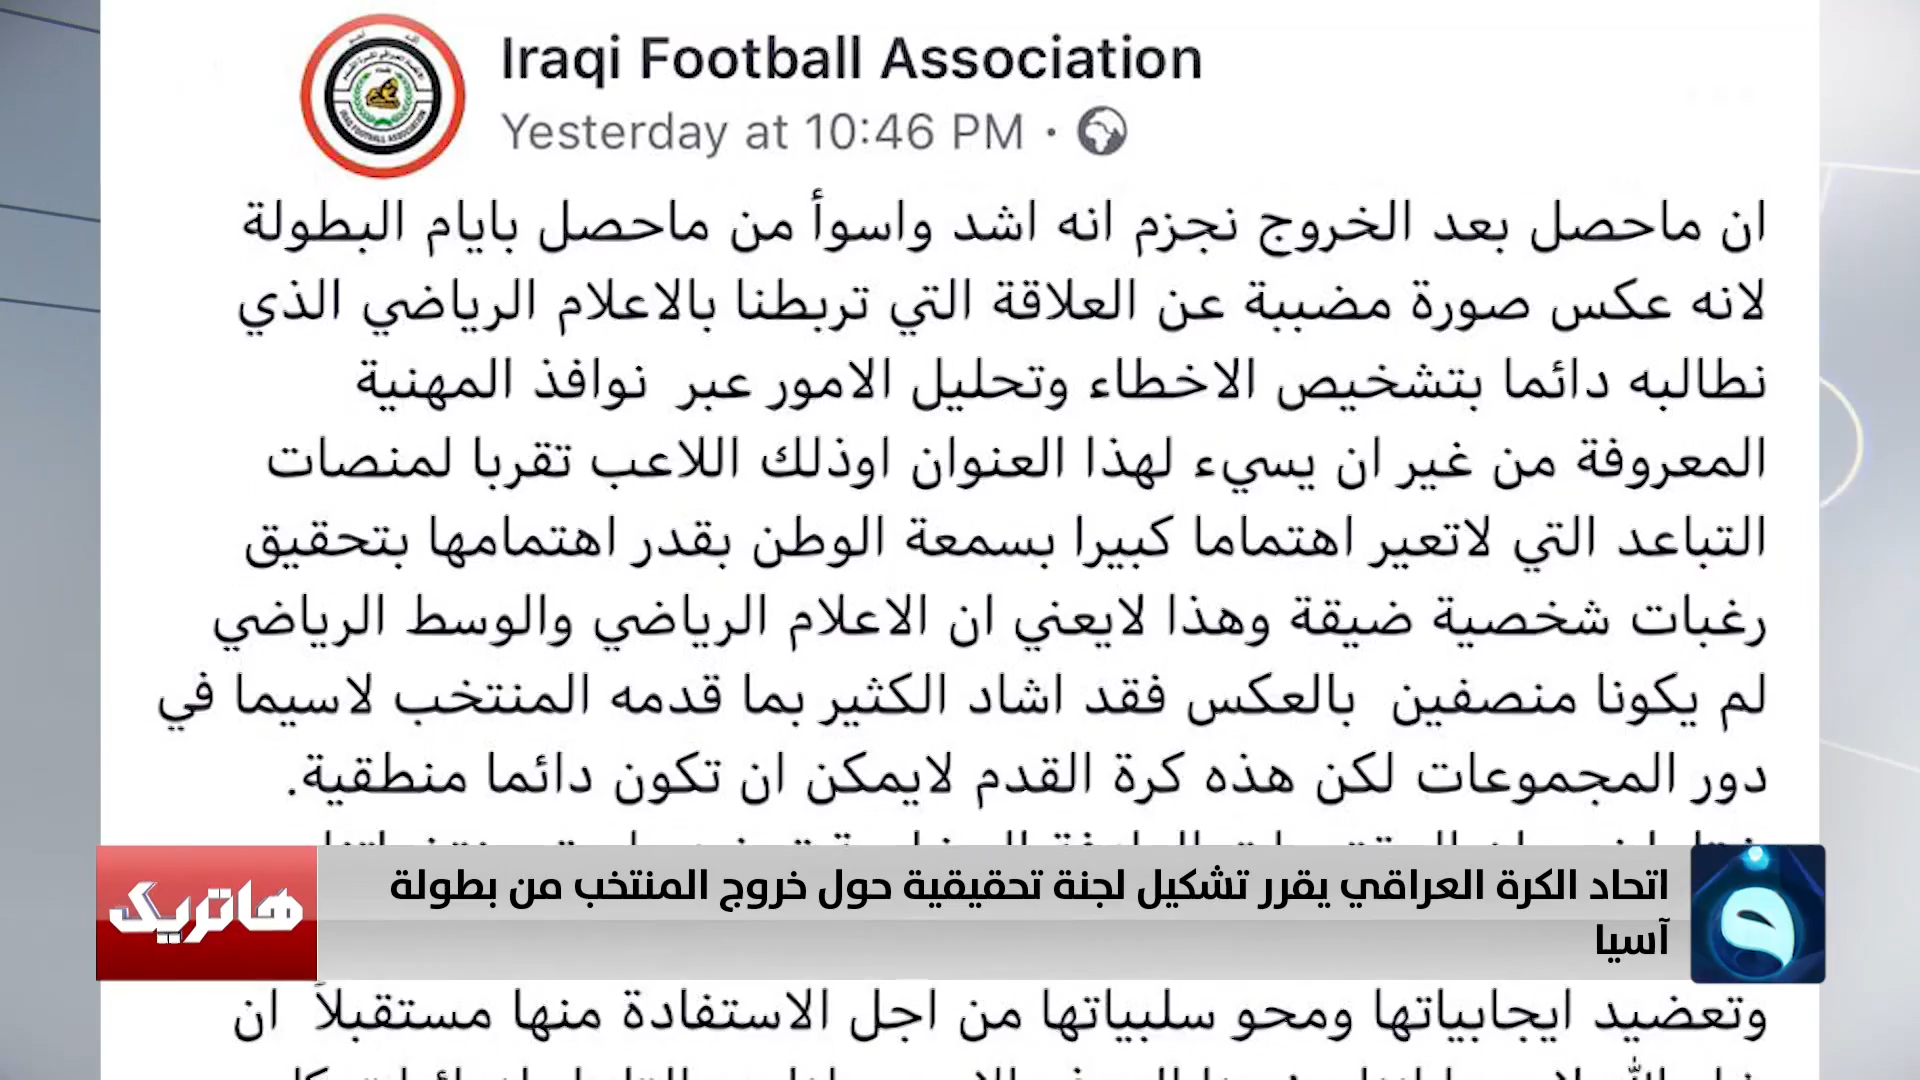 Iraqi Football Association
Yesterday at 10:46 PM ·
ان ماحصل بعد الخروج نجزم انه اشد واسوأ من ماحصل بايام البطولة
لانه عكس صورة مضببة عن العلاقة التي تربطنا بالاعلام الرياضي الذي
نطالبه دائما بتشخيص الاخطاء وتحليل الامور عبر نوافذ المهنية
المعروفة من غير ان يسيء لهذا العنوان اوذلك اللاعب تقربا لمنصات
التباعد التي لاتعير اهتماما كبيرا بسمعة الوطن بقدر اهتمامها بتحقيق
رغبات شخصية ضيقة وهذا لايعني ان الاعلام الرياضي والوسط الرياضي
لم يكونا منصفين بالعكس فقد اشاد الكثير بما قدمه المنتخب لاسيما في
دور المجموعات لكن هذه كرة القدم لايمكن ان تكون دائما منطقية.
اتحاد الكرة العراقي يقرر تشكيل لجنة تحقيقية حول خروج المنتخب من بطولة
آسيا
هاتريك
وتعضيد ايجابياتها ومحو سلبياتها من اجل الاستفادة منها مستقبلاً ان